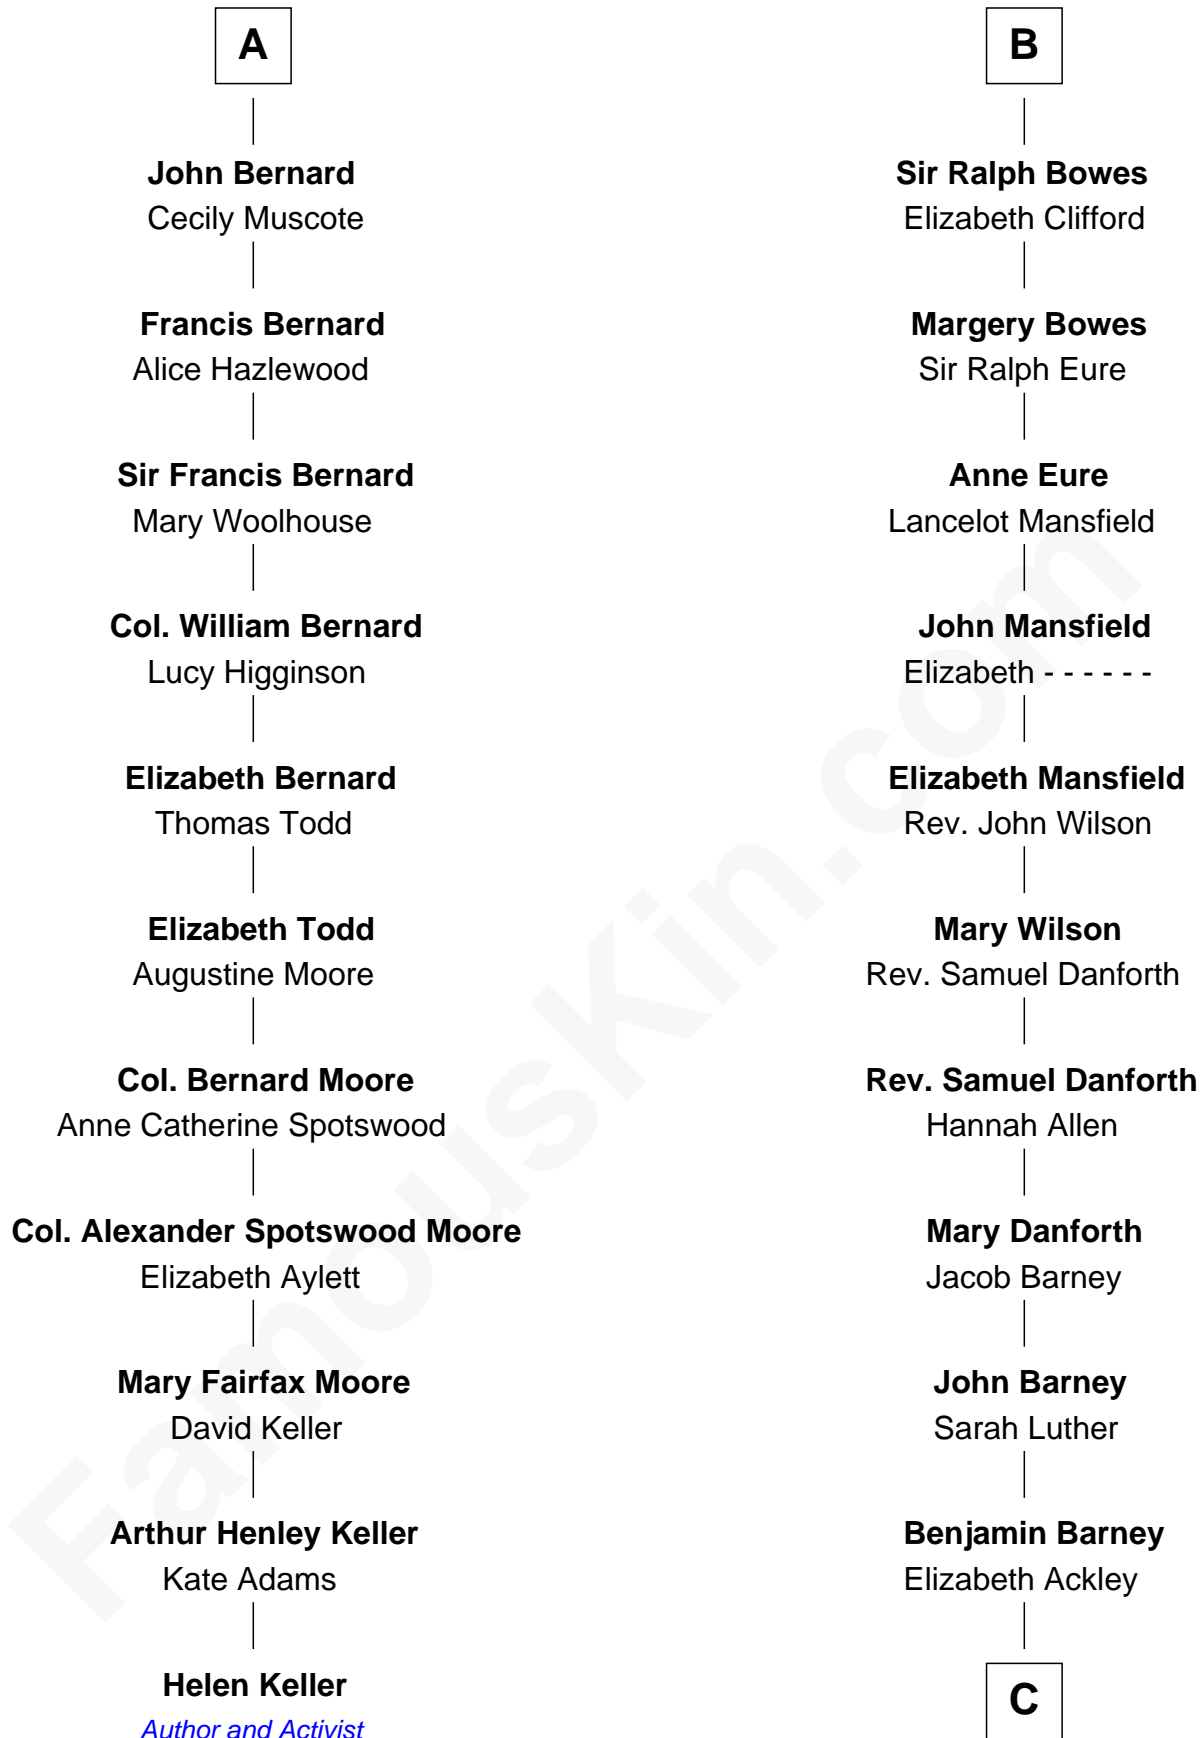 A
John Bernard
Cecily Muscote
Francis Bernard
Alice Hazlewood
Sir Francis Bernard
Mary Woolhouse
Col. William Bernard
Lucy Higginson
Elizabeth Bernard
Thomas Todd
Elizabeth Todd
Augustine Moore
Col. Bernard Moore
Anne Catherine Spotswood
Col. Alexander Spotswood Moore
Elizabeth Aylett
Mary Fairfax Moore
David Keller
Arthur Henley Keller
Kate Adams
Helen Keller
Author and Activist
B
Sir Ralph Bowes
Elizabeth Clifford
Margery Bowes
Sir Ralph Eure
Anne Eure
Lancelot Mansfield
John Mansfield
Elizabeth - - - - - -
Elizabeth Mansfield
Rev. John Wilson
Mary Wilson
Rev. Samuel Danforth
Rev. Samuel Danforth
Hannah Allen
Mary Danforth
Jacob Barney
John Barney
Sarah Luther
Benjamin Barney
Elizabeth Ackley
C
FamousKin.com